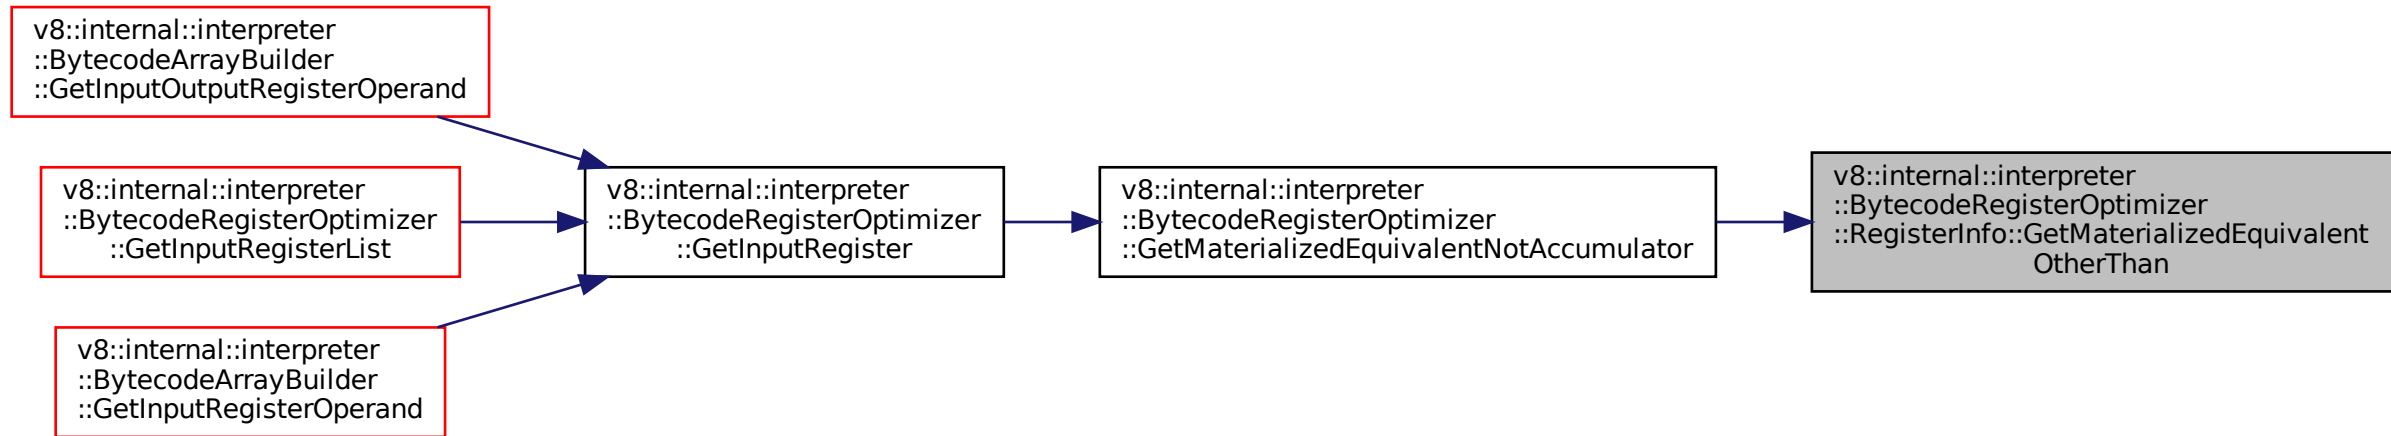 v8::internal::interpreter
::BytecodeArrayBuilder
::GetInputOutputRegisterOperand
v8::internal::interpreter
::BytecodeRegisterOptimizer
::GetInputRegisterList
v8::internal::interpreter
::BytecodeArrayBuilder
::GetInputRegisterOperand
v8::internal::interpreter
::BytecodeRegisterOptimizer
::GetInputRegister
v8::internal::interpreter
::BytecodeRegisterOptimizer
::GetMaterializedEquivalentNotAccumulator
v8::internal::interpreter
::BytecodeRegisterOptimizer
::RegisterInfo::GetMaterializedEquivalent
OtherThan